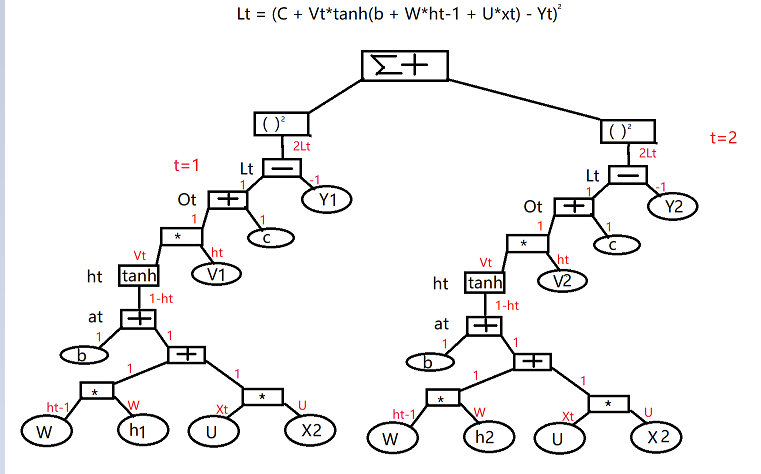 Lt = (C + Vt*tanh(b + W*ht-1 + U*xt) - Yt)²
Σ+
( )² ( )²
2Lt 2Lt
t=1 t=2
Lt − Lt −
1 -1 1 -1
Ot + Y1 Ot + Y2
1 1 1 1
* c * c
Vt ht Vt ht
ht tanh V1 ht tanh V2
1-ht 1-ht
at + at +
1 1 1 1
b + b +
1 1 1 1
* * * *
ht-1 W Xt U ht-1 W Xt U
W h1 U X2 W h2 U X2